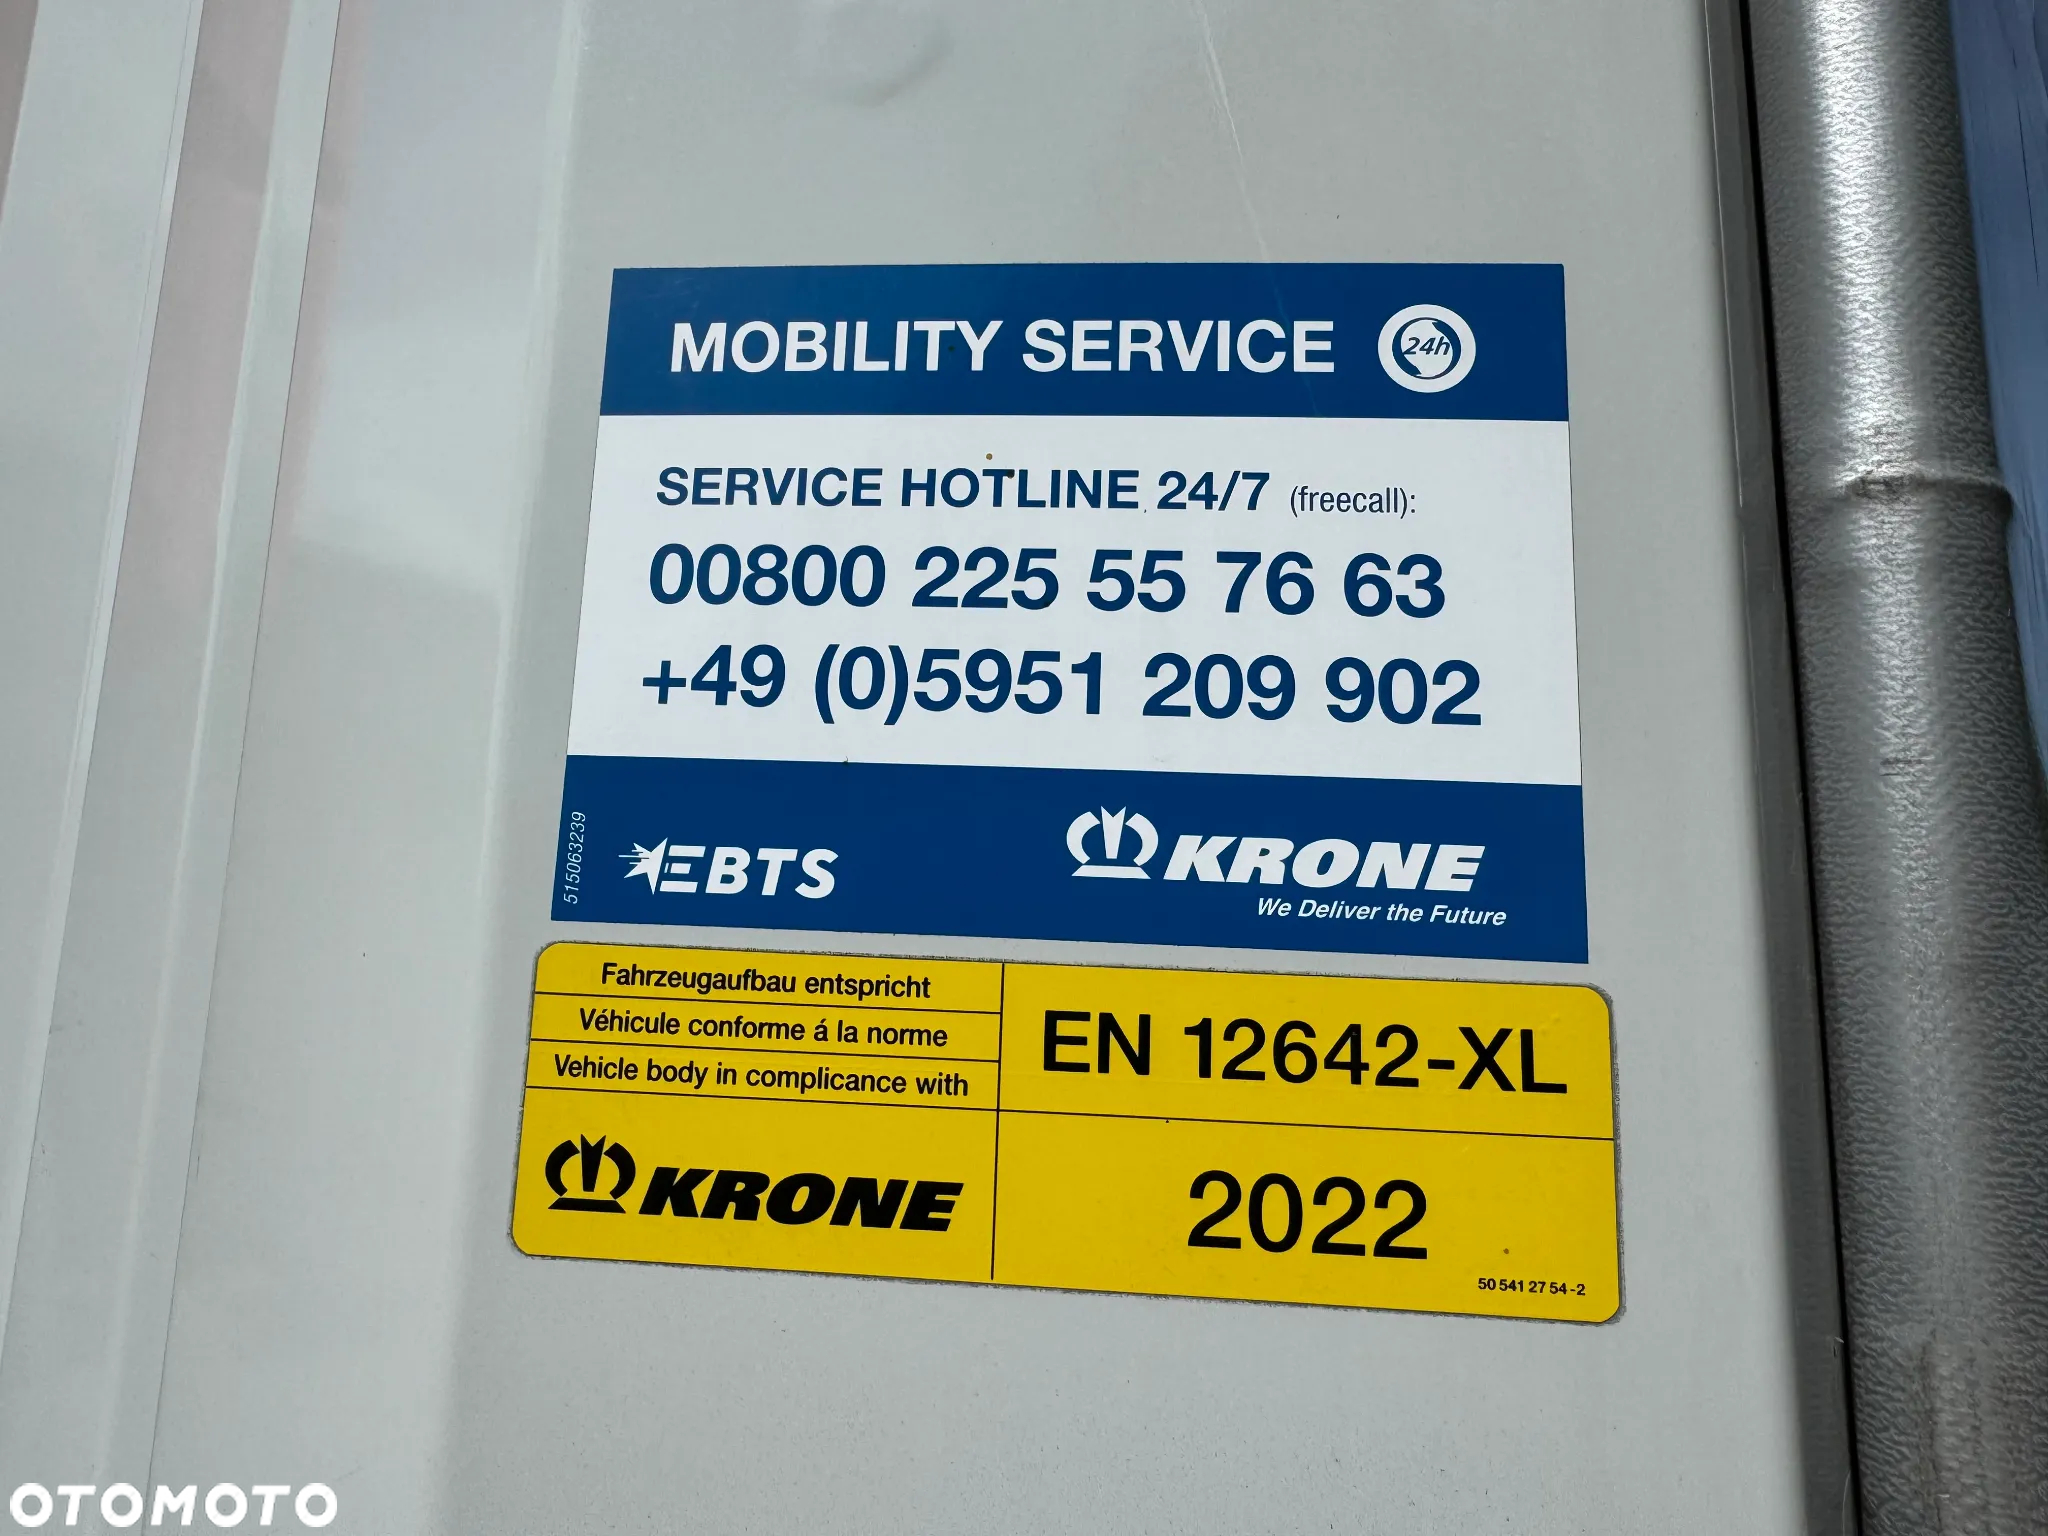 MOBILITY SERVICE 24h
SERVICE HOTLINE 24/7 (freecall):
00800 225 55 76 63
+49 (0)5951 209 902
515063239
EBTS
KRONE
We Deliver the Future
Fahrzeugaufbau entspricht
Véhicule conforme á la norme
Vehicle body in complicance with
EN 12642-XL
KRONE
2022
50 541 27 54-2
OTOMOTO